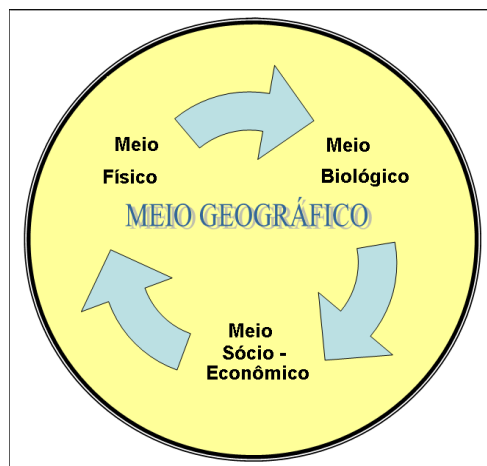 Meio
Físico
Meio
Biológico
MEIO GEOGRÁFICO
Meio
Sócio -
Econômico